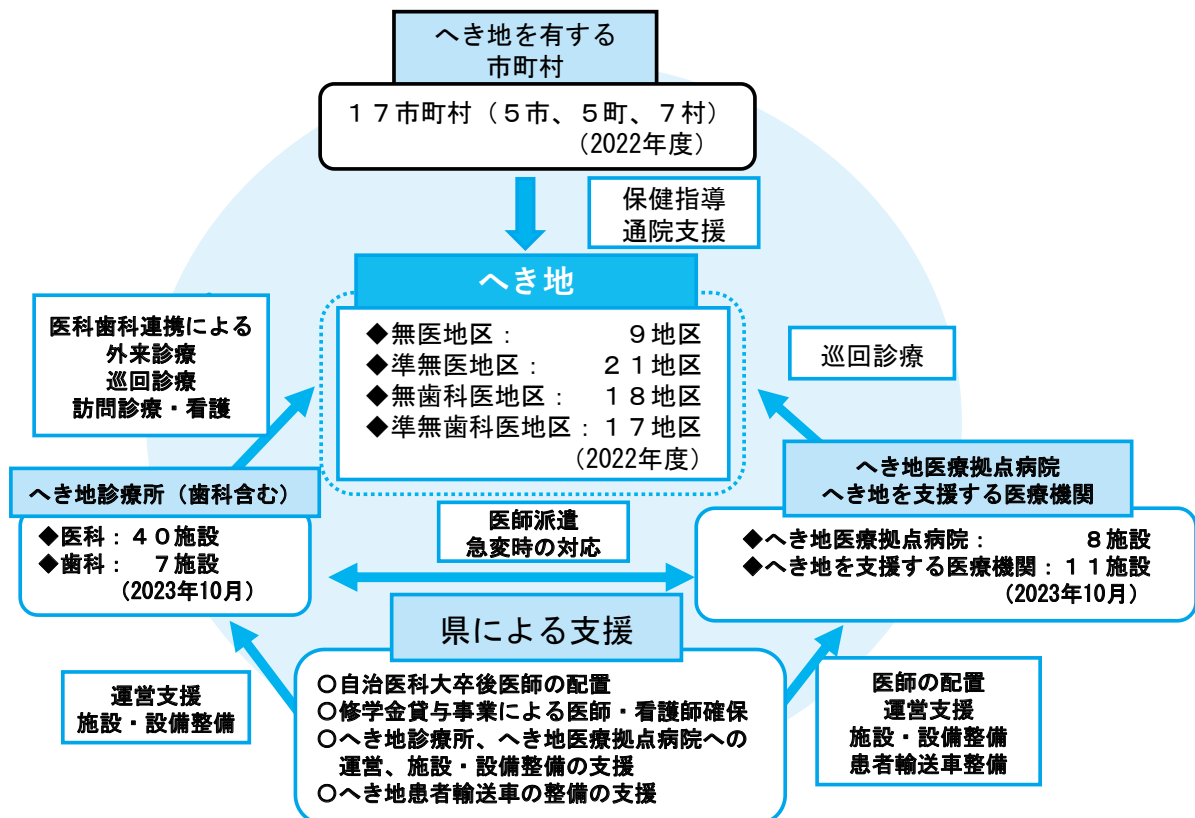 へき地を有する
市町村
１７市町村（５市、５町、７村）
（2022年度）
保健指導
通院支援
へき地
◆無医地区：　　　　９地区
◆準無医地区：　　２１地区
◆無歯科医地区：　１８地区
◆準無歯科医地区：１７地区
（2022年度）
医科歯科連携による
外来診療
巡回診療
訪問診療・看護
巡回診療
へき地診療所（歯科含む）
◆医科：４０施設
◆歯科：　７施設
（2023年10月）
医師派遣
急変時の対応
へき地医療拠点病院
へき地を支援する医療機関
◆へき地医療拠点病院：　　　　８施設
◆へき地を支援する医療機関：１１施設
（2023年10月）
県による支援
○自治医科大卒後医師の配置
○修学金貸与事業による医師・看護師確保
○へき地診療所、へき地医療拠点病院への
運営、施設・設備整備の支援
○へき地患者輸送車の整備の支援
運営支援
施設・設備整備
医師の配置
運営支援
施設・設備整備
患者輸送車整備